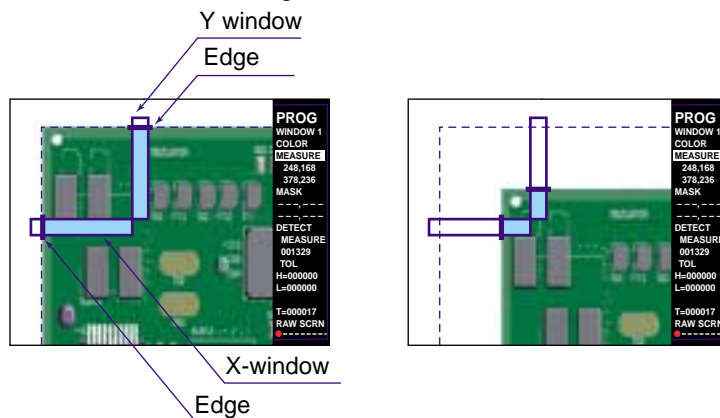 Y window
Edge
PROG
WINDOW 1
COLOR
MEASURE
248,168
378,236
MASK
---,---
---,---
DETECT
MEASURE
001329
TOL
H=000000
L=000000
T=000017
RAW SCRN
X-window
Edge
PROG
WINDOW 1
COLOR
MEASURE
248,168
378,236
MASK
---,---
---,---
DETECT
MEASURE
001329
TOL
H=000000
L=000000
T=000017
RAW SCRN